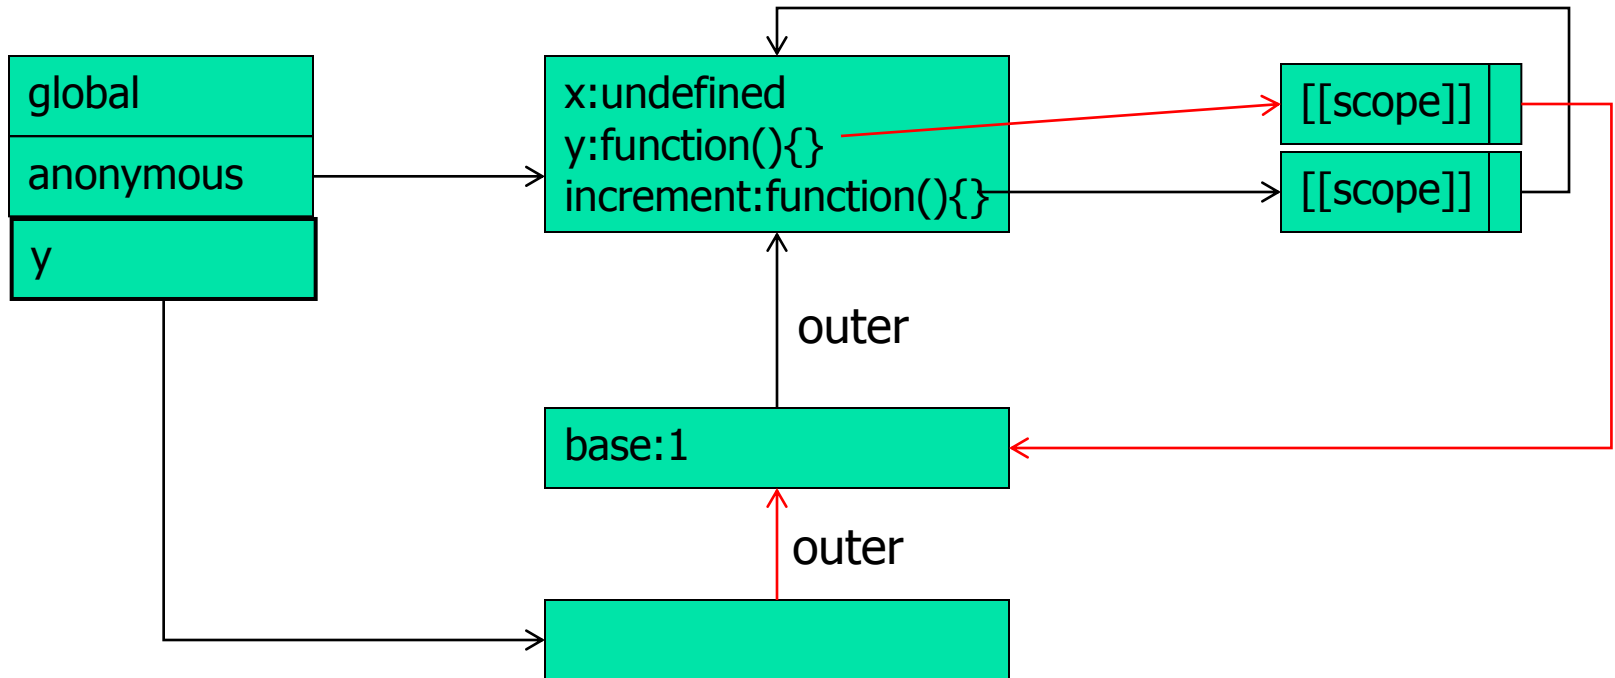 global
anonymous
y
x:undefined
y:function(){}
increment:function(){}
[[scope]]
[[scope]]
outer
base:1
outer